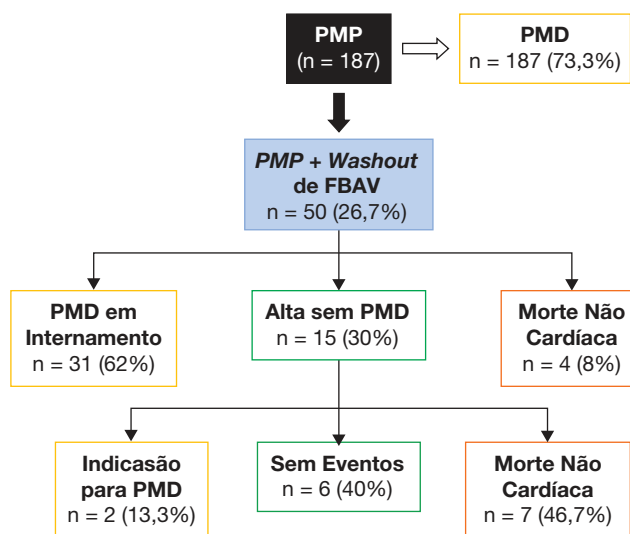 PMP
(n = 187)
PMD
n = 187 (73,3%)
PMP + Washout
de FBAV
n = 50 (26,7%)
PMD em
Internamento
n = 31 (62%)
Alta sem PMD
n = 15 (30%)
Morte Não
Cardíaca
n = 4 (8%)
Indicasão
para PMD
n = 2 (13,3%)
Sem Eventos
n = 6 (40%)
Morte Não
Cardíaca
n = 7 (46,7%)